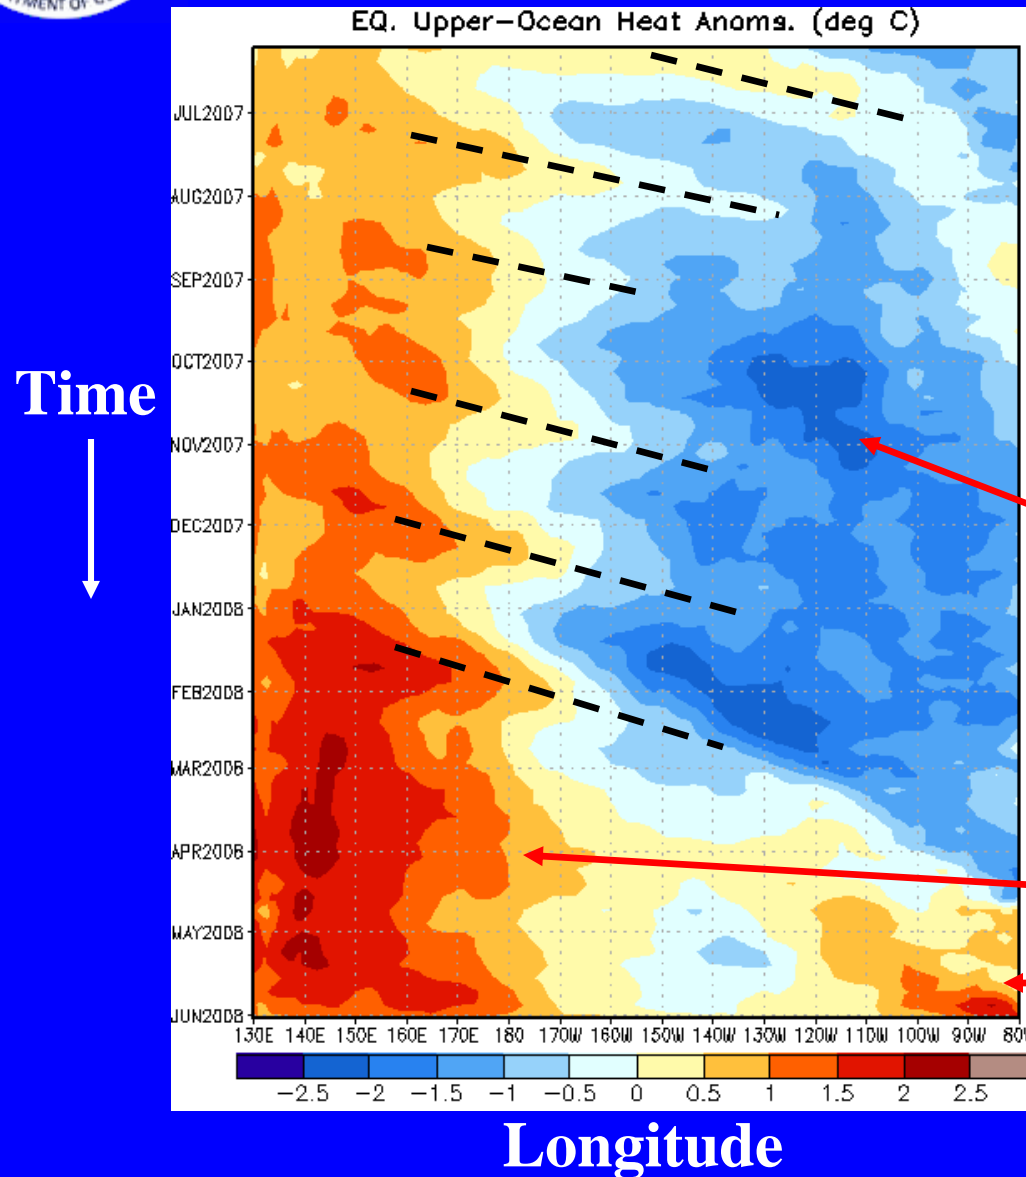 TMENT OF C
EQ. Upper-Ocean Heat Anoms. (deg C)
JUL2007
AUG2007
SEP2007
OCT2007
Time
NOV2007
DEC2007
JAN2008
FEB2008
MAR2008
APR2008
MAY2008
JUN2008
130E 140E 150E 160E 170E 180 170W 160W 150W 140W 130W 120W 110W 100W 90W 80W
-2.5 -2 -1.5 -1 -0.5 0 0.5 1 1.5 2 2.5
Longitude